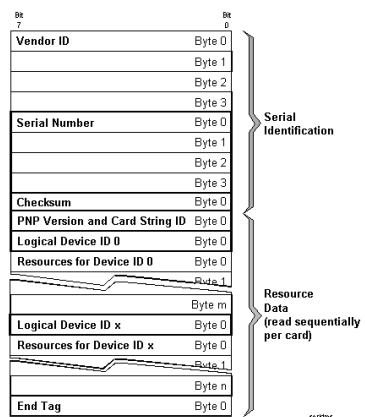 Bit Bit
7 0
Vendor ID Byte 0
Byte 1
Byte 2
Byte 3
Serial Number Byte 0
Byte 1
Byte 2
Byte 3
Checksum Byte 0
PNP Version and Card String ID Byte 0
Logical Device ID 0 Byte 0
Resources for Device ID 0 Byte 0
Byte 1
Byte m
Logical Device ID x Byte 0
Resources for Device ID x Byte 0
Byte 1
Byte n
End Tag Byte 0
Serial
Identification
Resource
Data
(read sequentially
per card)